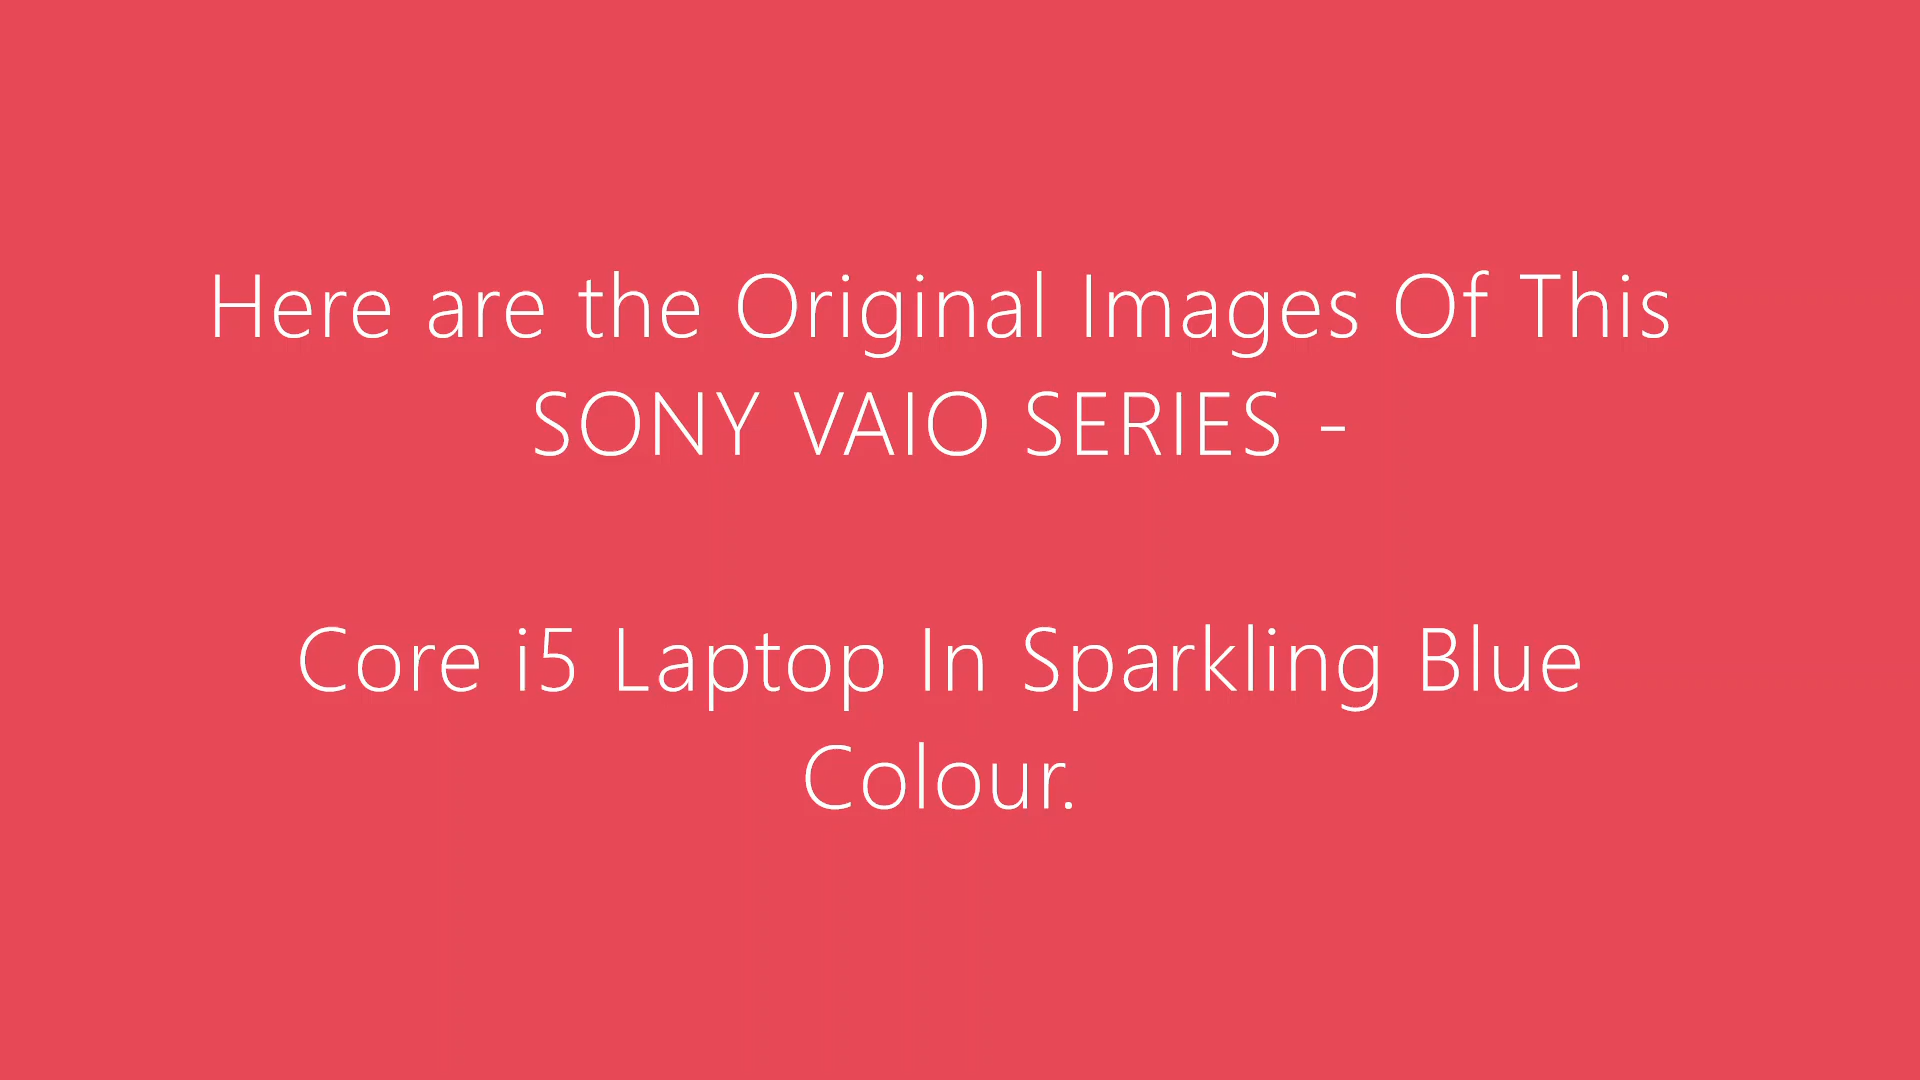 Here are the Original Images Of This
SONY VAIO SERIES -
Core i5 Laptop In Sparkling Blue
Colour.